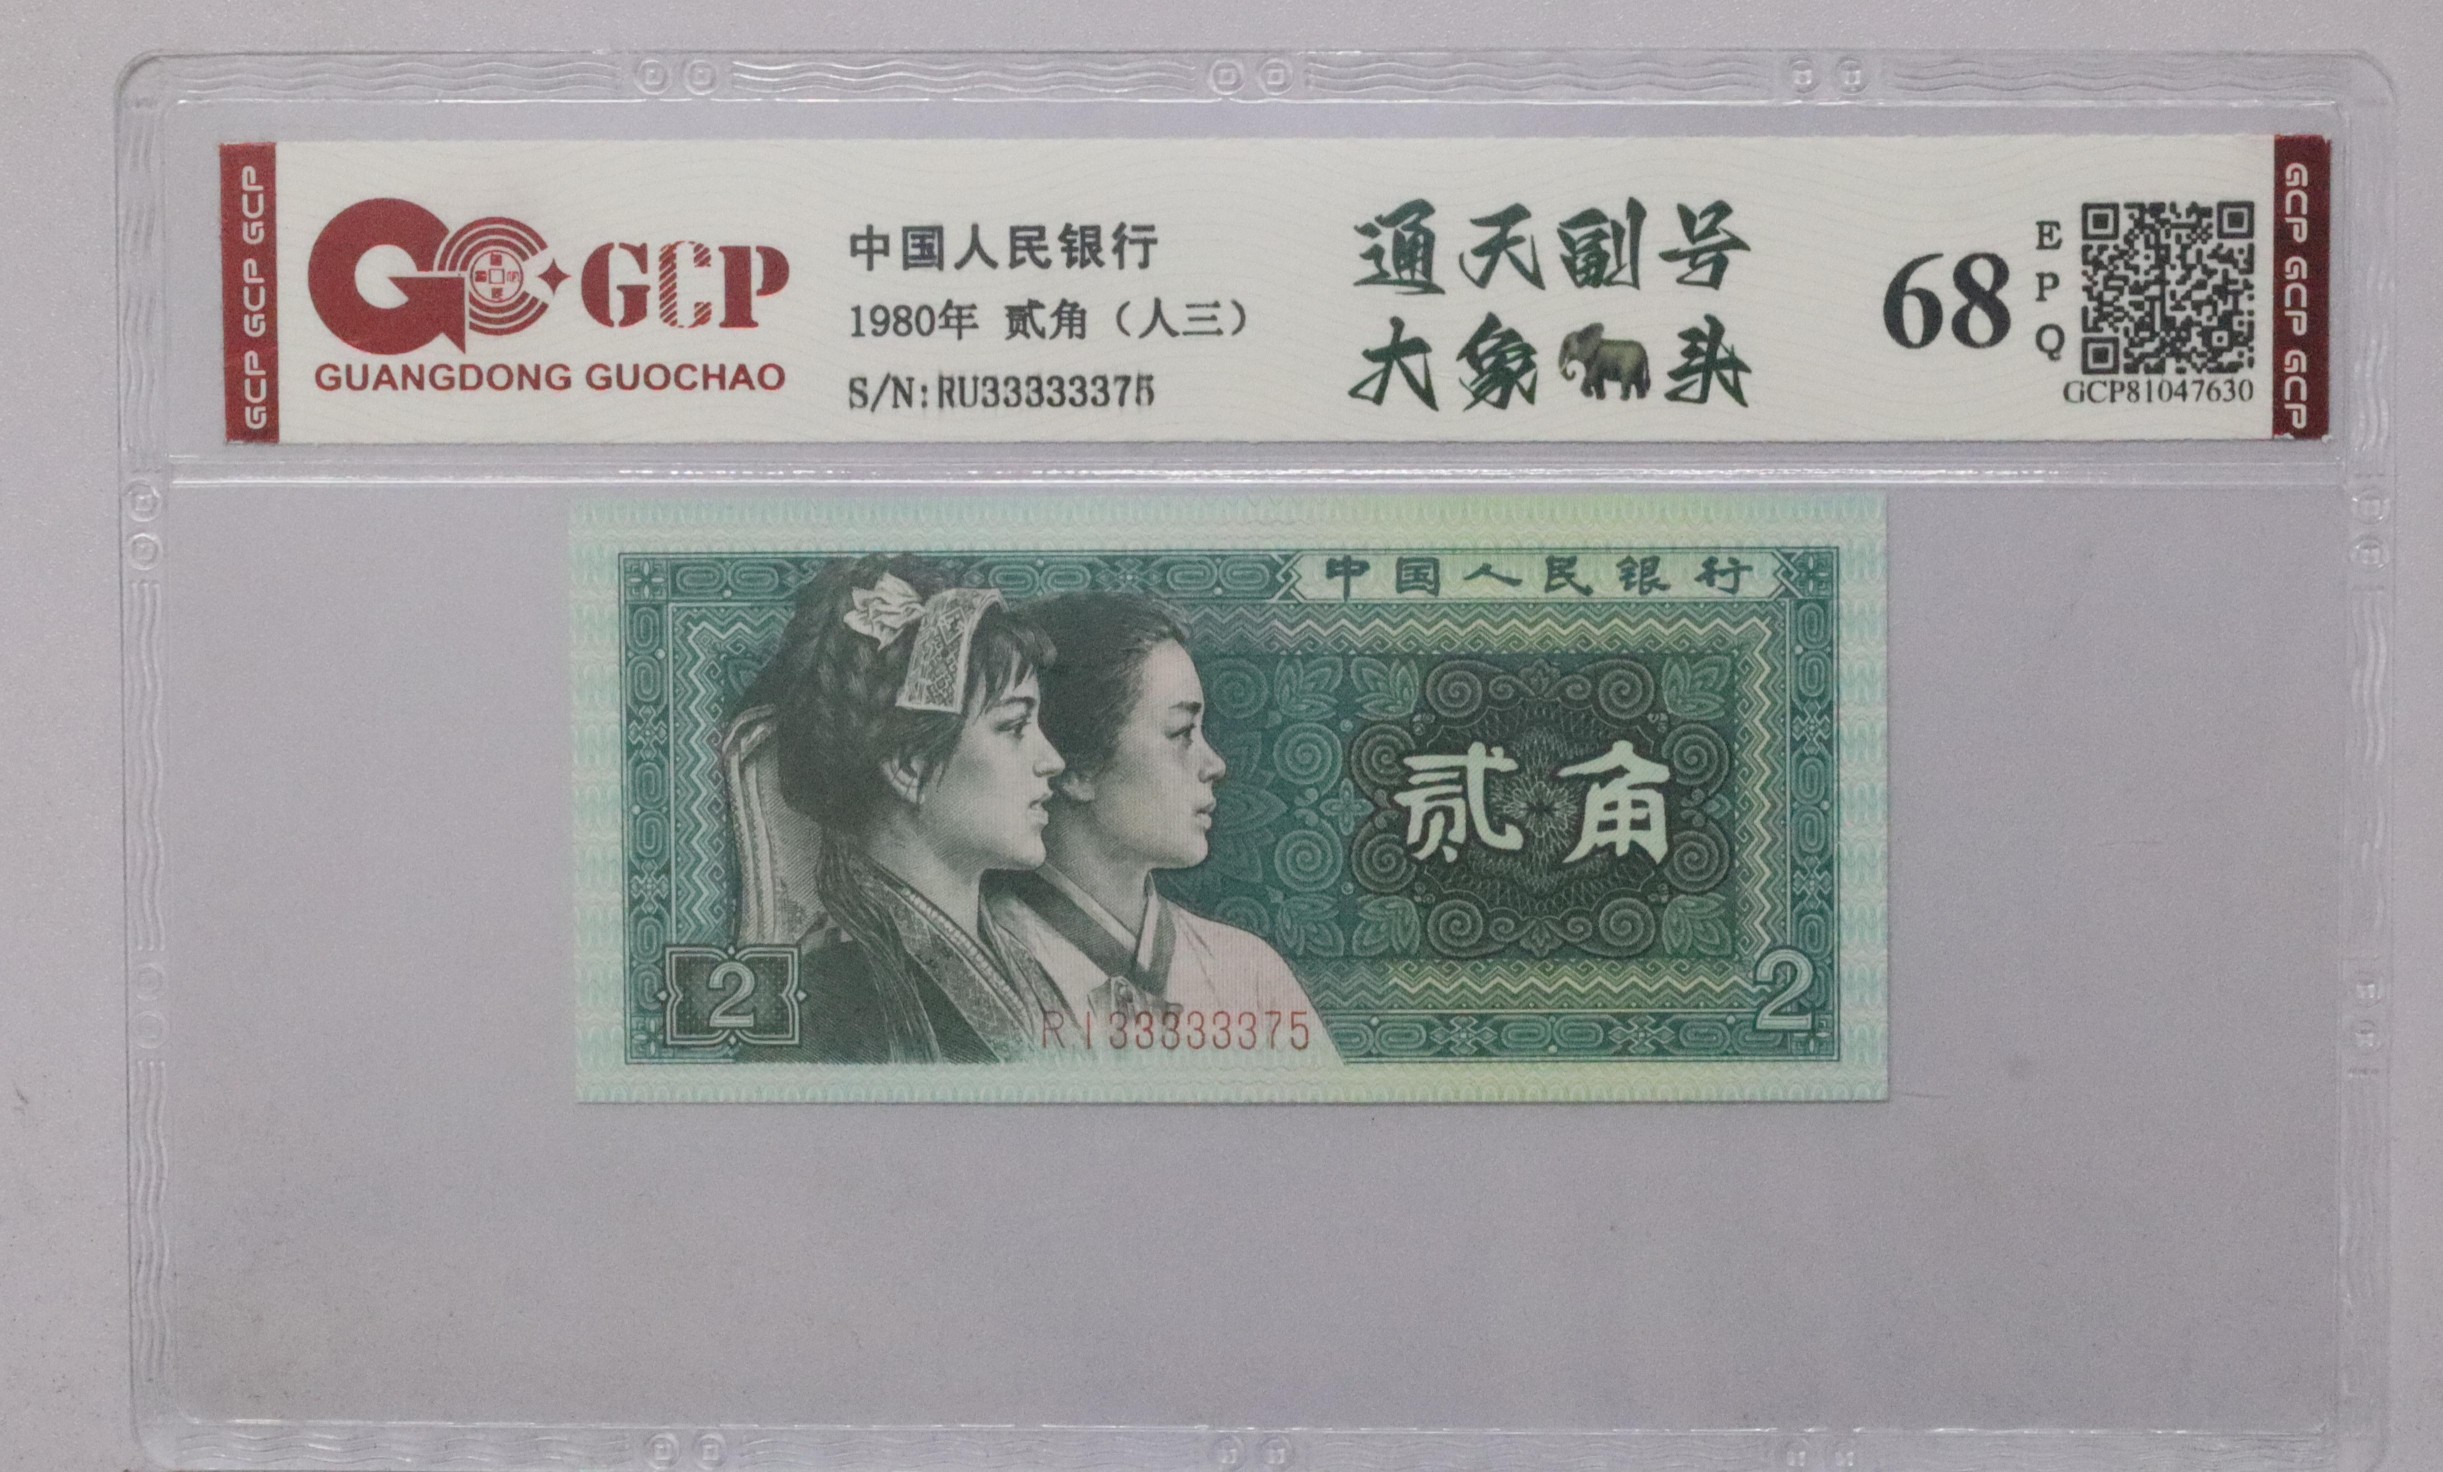 GCP GCP GCP
GCP
GUANGDONG GUOCHAO
中国人民银行
1980年 贰角（人三）
S/N:RU33333375
通天副号
大象🐘头
68
EPQ
GCP81047630
GCP GCP GCP
中国人民银行
贰角
2
2
RI33333375